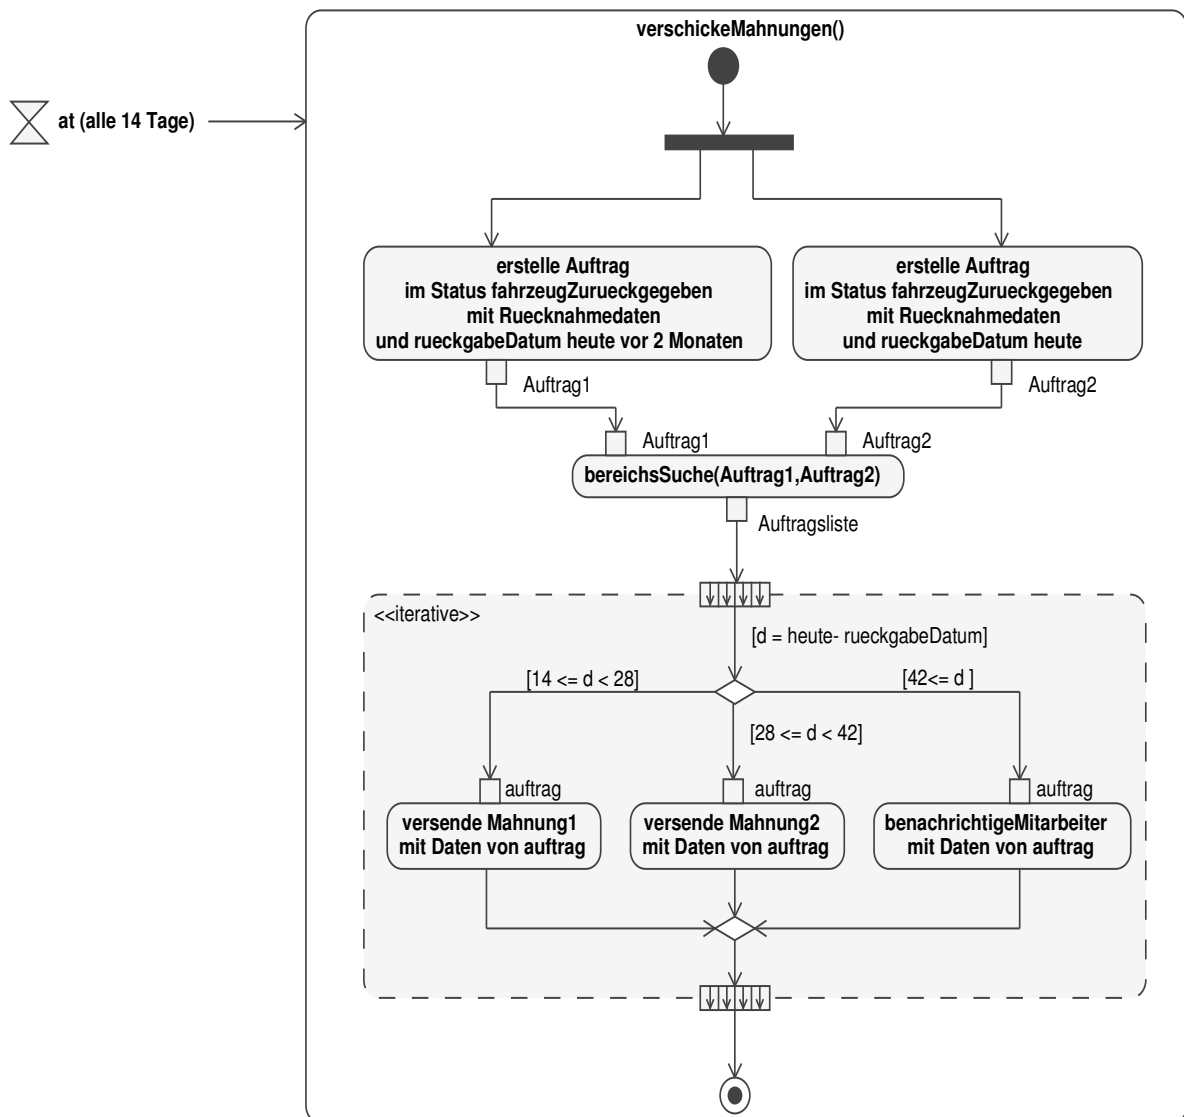 verschickeMahnungen()
at (alle 14 Tage)
erstelle Auftrag
im Status fahrzeugZurueckgegeben
mit Ruecknahmedaten
und rueckgabeDatum heute vor 2 Monaten
erstelle Auftrag
im Status fahrzeugZurueckgegeben
mit Ruecknahmedaten
und rueckgabeDatum heute
Auftrag1
Auftrag2
Auftrag1
Auftrag2
bereichsSuche(Auftrag1,Auftrag2)
Auftragsliste
<<iterative>>
[d = heute- rueckgabeDatum]
[14 <= d < 28]
[42<= d ]
[28 <= d < 42]
auftrag
auftrag
auftrag
versende Mahnung1
mit Daten von auftrag
versende Mahnung2
mit Daten von auftrag
benachrichtigeMitarbeiter
mit Daten von auftrag